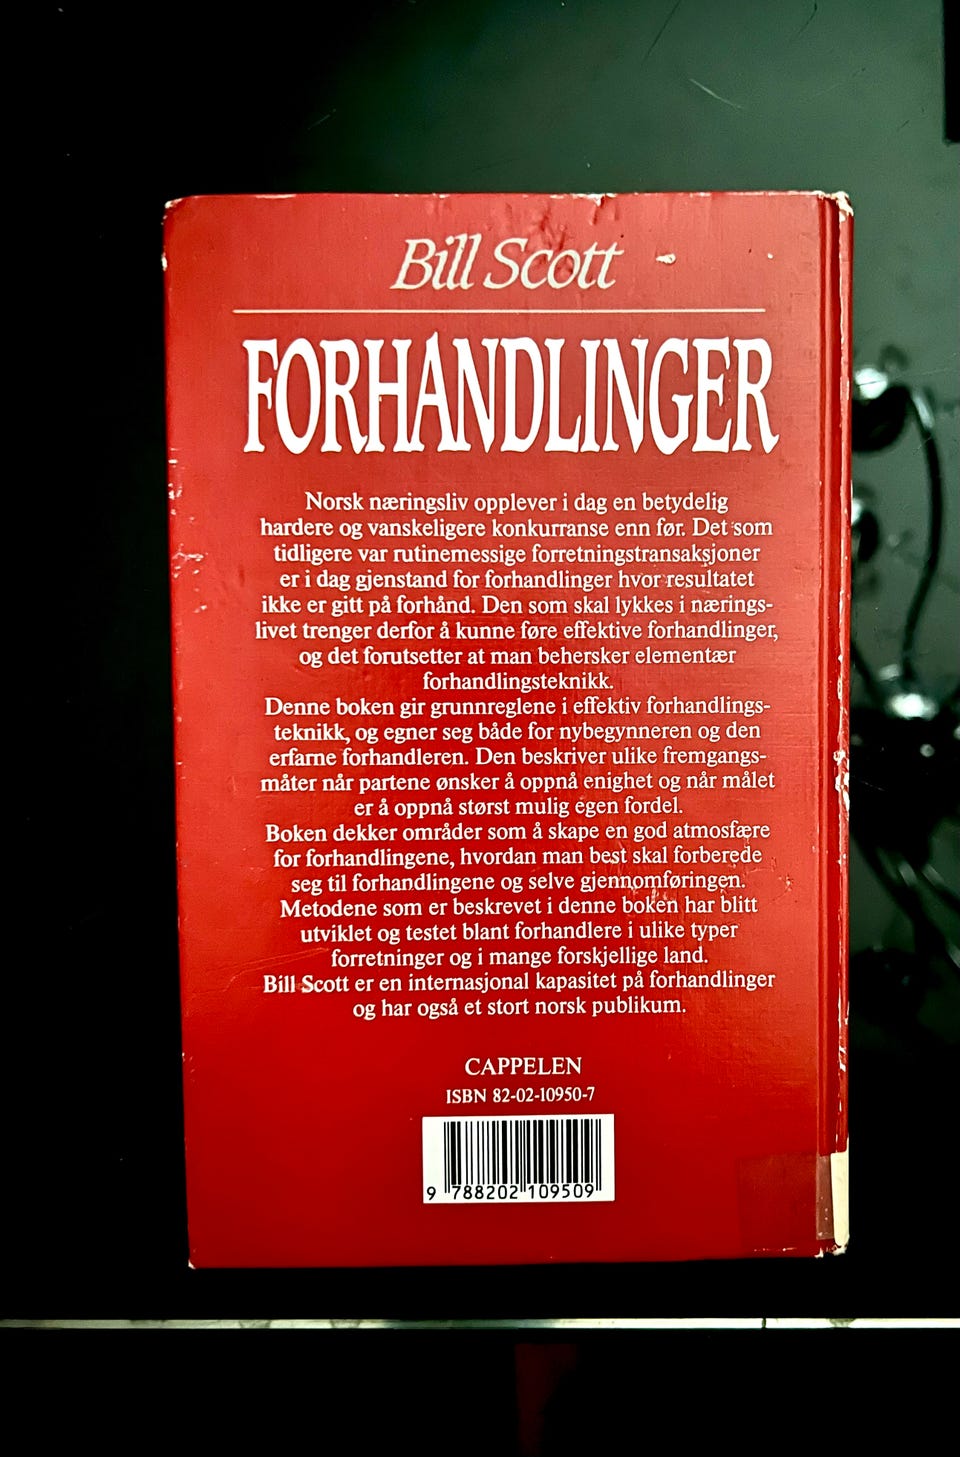 Bill Scott
FORHANDLINGER
Norsk næringsliv opplever i dag en betydelig
hardere og vanskeligere konkurranse enn før. Det som
tidligere var rutinemessige forretningstransaksjoner
er i dag gjenstand for forhandlinger hvor resultatet
ikke er gitt på forhånd. Den som skal lykkes i nærings-
livet trenger derfor å kunne føre effektive forhandlinger,
og det forutsetter at man behersker elementær
forhandlingsteknikk.
Denne boken gir grunnreglene i effektiv forhandlings-
teknikk, og egner seg både for nybegynneren og den
erfarne forhandleren. Den beskriver ulike fremgangs-
måter når partene ønsker å oppnå enighet og når målet
er å oppnå størst mulig egen fordel.
Boken dekker områder som å skape en god atmosfære
for forhandlingene, hvordan man best skal forberede
seg til forhandlingene og selve gjennomføringen.
Metodene som er beskrevet i denne boken har blitt
utviklet og testet blant forhandlere i ulike typer
forretninger og i mange forskjellige land.
Bill Scott er en internasjonal kapasitet på forhandlinger
og har også et stort norsk publikum.
CAPPELEN
ISBN 82-02-10950-7
9 788202 109509